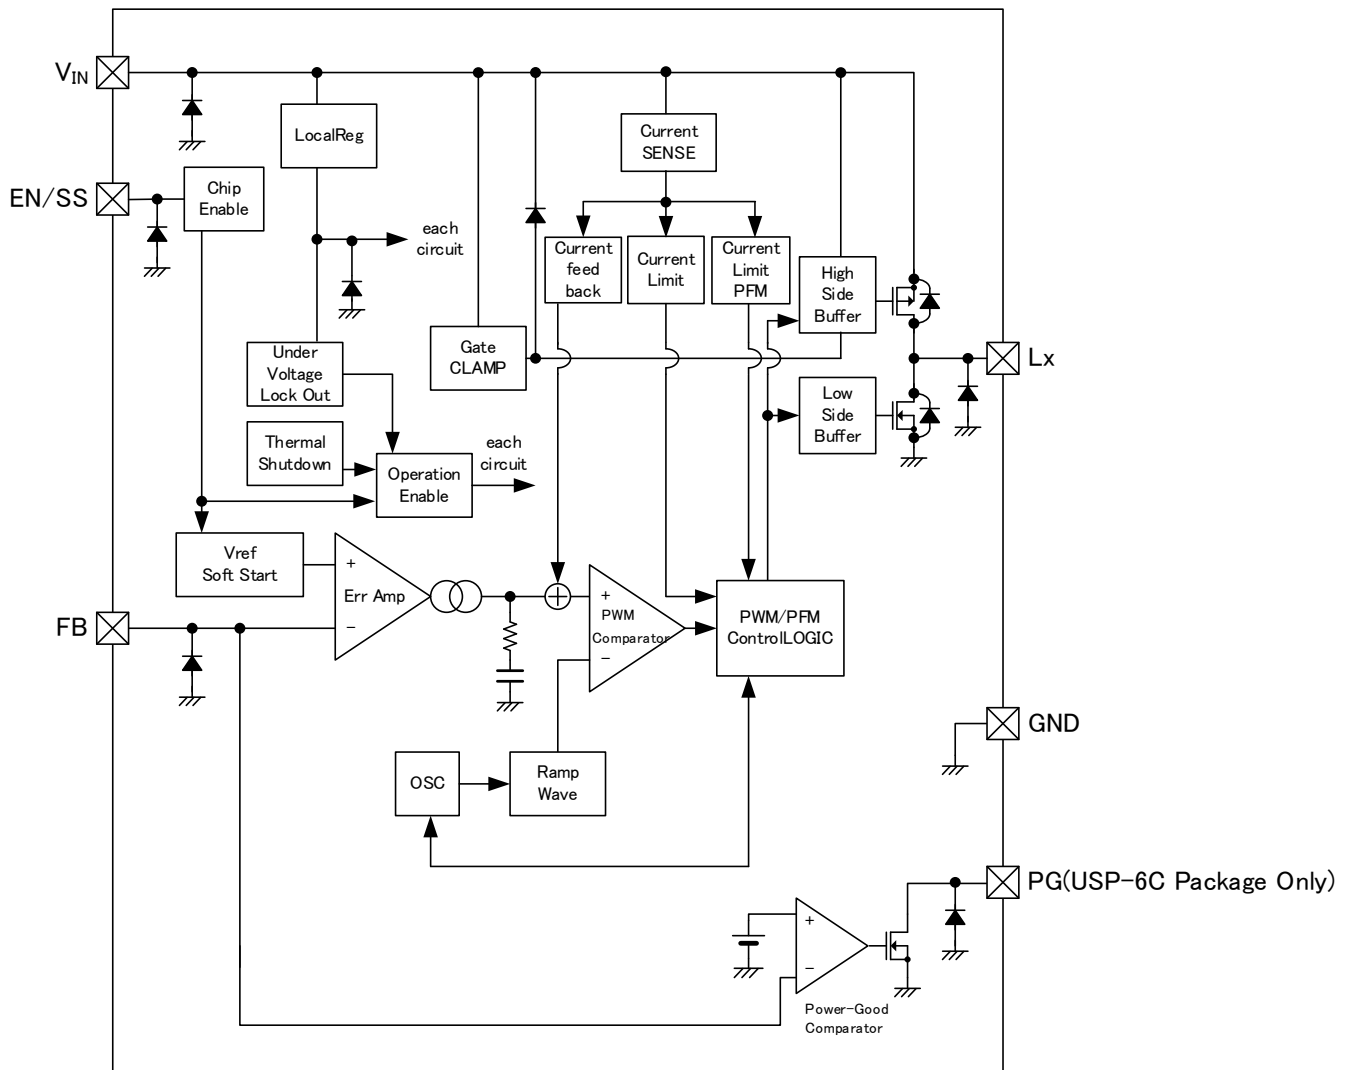 VIN
LocalReg
Current
SENSE
EN/SS
Chip
Enable
each
circuit
Current
feed
back
Current
Limit
Current
Limit
PFM
High
Side
Buffer
Under
Voltage
Lock Out
Gate
CLAMP
Lx
Low
Side
Buffer
Thermal
Shutdown
Operation
Enable
each
circuit
Vref
Soft Start
+
Err Amp
−
+
PWM
Comparator
−
PWM/PFM
ControlLOGIC
FB
GND
OSC
Ramp
Wave
PG(USP-6C Package Only)
+
−
Power-Good
Comparator